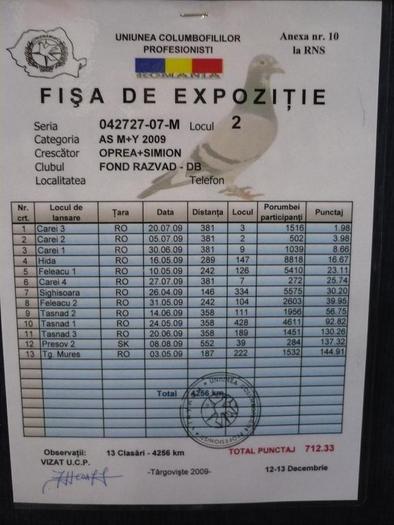 UNIUNEA COLUMBOFILILOR
PROFESIONISTI
Anexa nr. 10
la RNS
ROMANIA
FIŞA DE EXPOZIŢIE
Seria 042727-07-M Locul 2
Categoria AS M+Y 2009
Crescător OPREA+SIMION
Clubul FOND RAZVAD - DB
Localitatea Telefon
Nr. crt. Locul de lansare Ţara Data Distanţa Locul Porumbei participanţi Punctaj
1 Carei 3 RO 20.07.09 381 3 1516 1.98
2 Carei 2 RO 05.07.09 381 2 502 3.98
3 Carei 1 RO 30.06.09 381 9 1039 8.66
4 Hida RO 16.05.09 289 147 8818 16.67
5 Feleacu 1 RO 10.05.09 242 126 5410 23.11
6 Carei 4 RO 27.07.09 381 7 272 25.74
7 Sighisoara RO 26.04.09 146 334 5575 30.20
8 Feleacu 2 RO 31.05.09 242 104 2603 39.95
9 Tasnad 2 RO 14.06.09 358 111 1956 56.75
10 Tasnad 1 RO 24.05.09 358 428 4611 92.82
11 Tasnad 3 RO 20.06.09 358 189 1451 130.26
12 Presov 2 SK 08.08.09 552 39 284 137.32
13 Tg. Mures RO 03.05.09 187 222 1532 144.91
Total 4256 km
Observaţii: 13 Clasări - 4256 km TOTAL PUNCTAJ 712.33
VIZAT U.C.P.
-Târgovişte 2009- 12-13 Decembrie